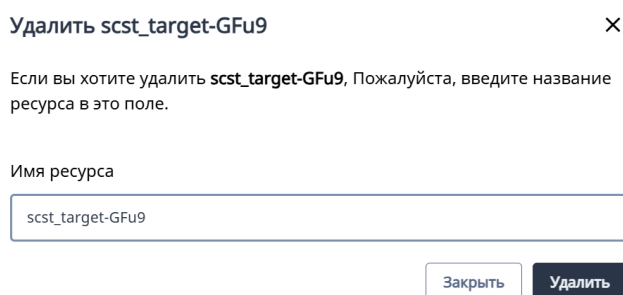 Удалить scst_target-GFu9
Если вы хотите удалить scst_target-GFu9, Пожалуйста, введите название
ресурса в это поле.
Имя ресурса
scst_target-GFu9
Закрыть Удалить